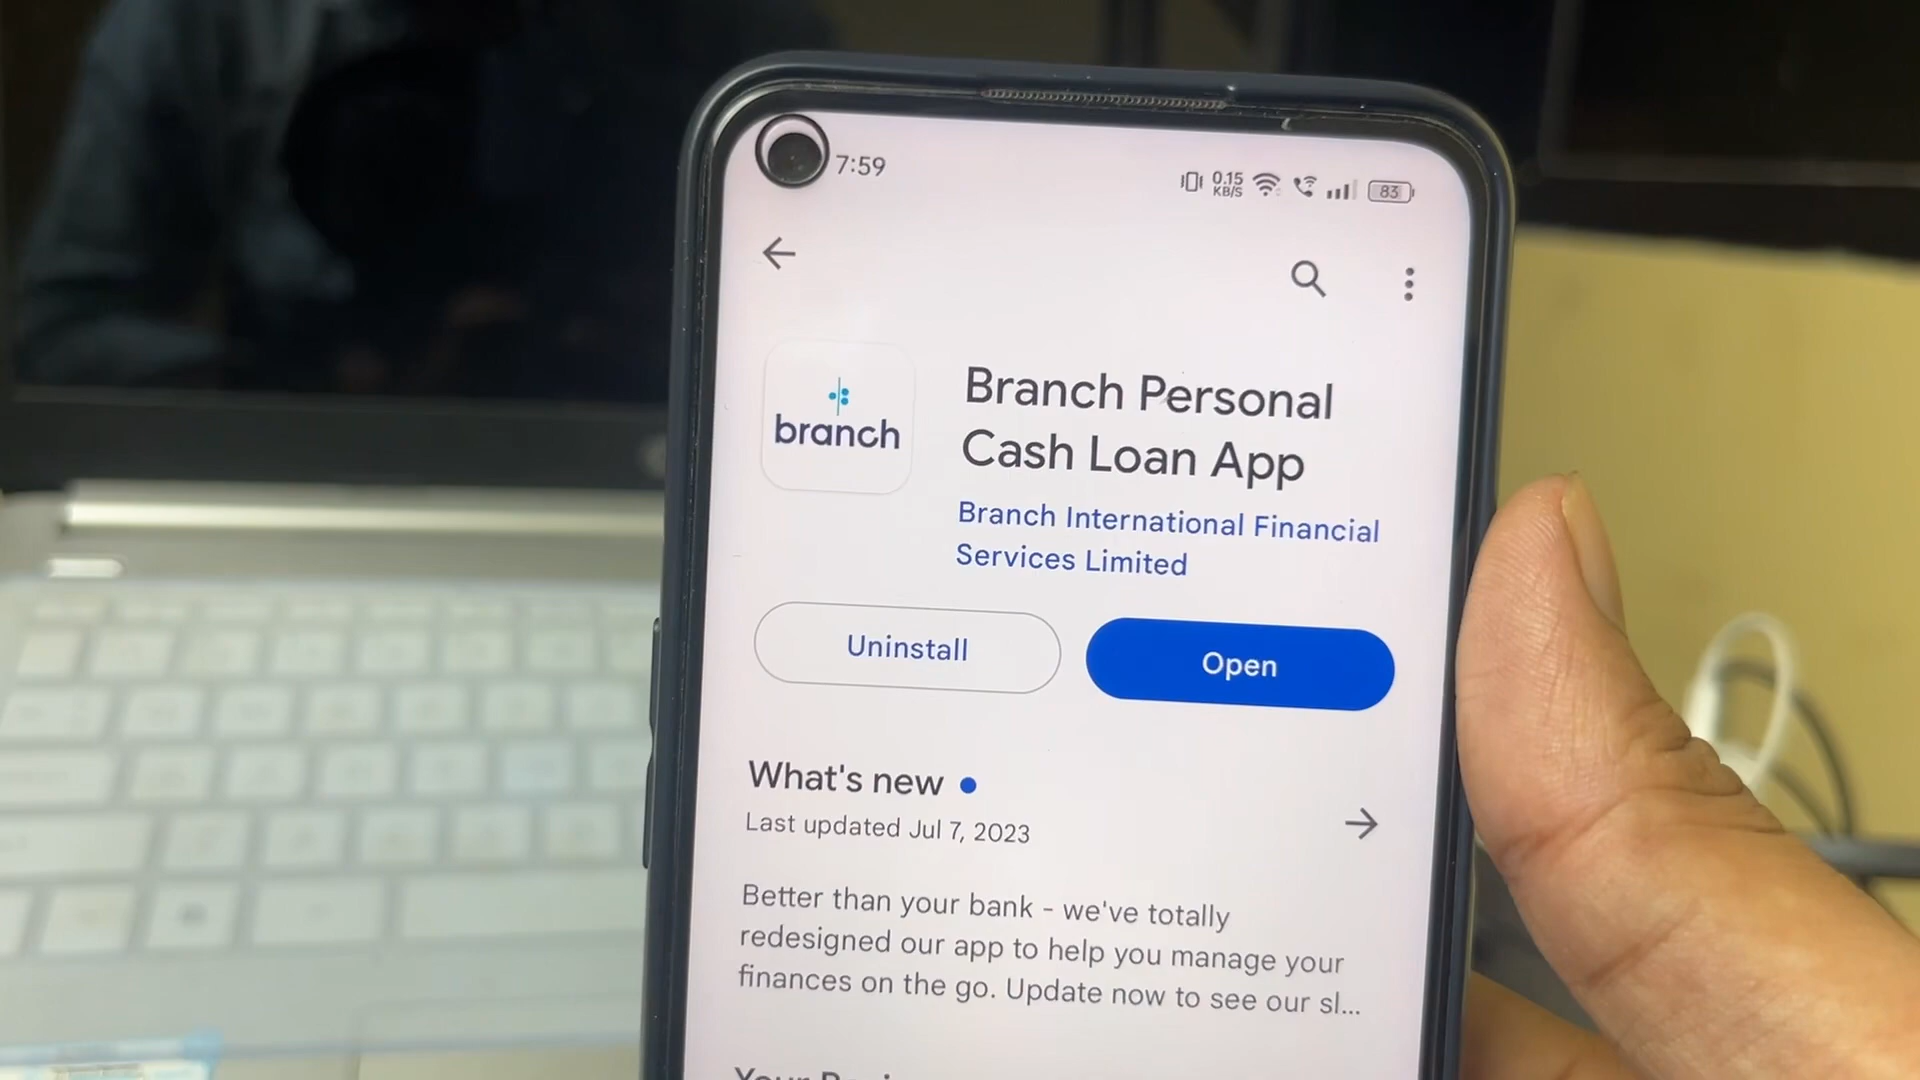 7:59
0.15
KB/S
83
branch
Branch Personal
Cash Loan App
Branch International Financial
Services Limited
Uninstall
Open
What's new
Last updated Jul 7, 2023
Better than your bank - we've totally
redesigned our app to help you manage your
finances on the go. Update now to see our sl...